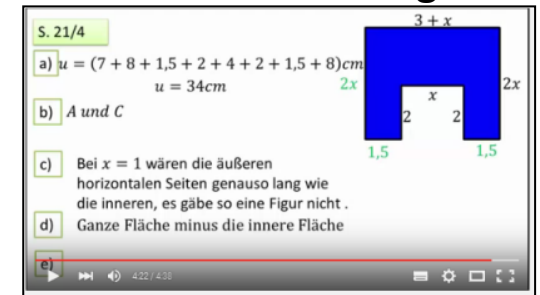 S. 21/4
3 + x
a) u = (7 + 8 + 1,5 + 2 + 4 + 2 + 1,5 + 8)cm
u = 34cm
2x
2x
x
2
2
1,5
1,5
b) A und C
c) Bei x = 1 wären die äußeren
horizontalen Seiten genauso lang wie
die inneren, es gäbe so eine Figur nicht .
d) Ganze Fläche minus die innere Fläche
e)
4:22 / 4:38